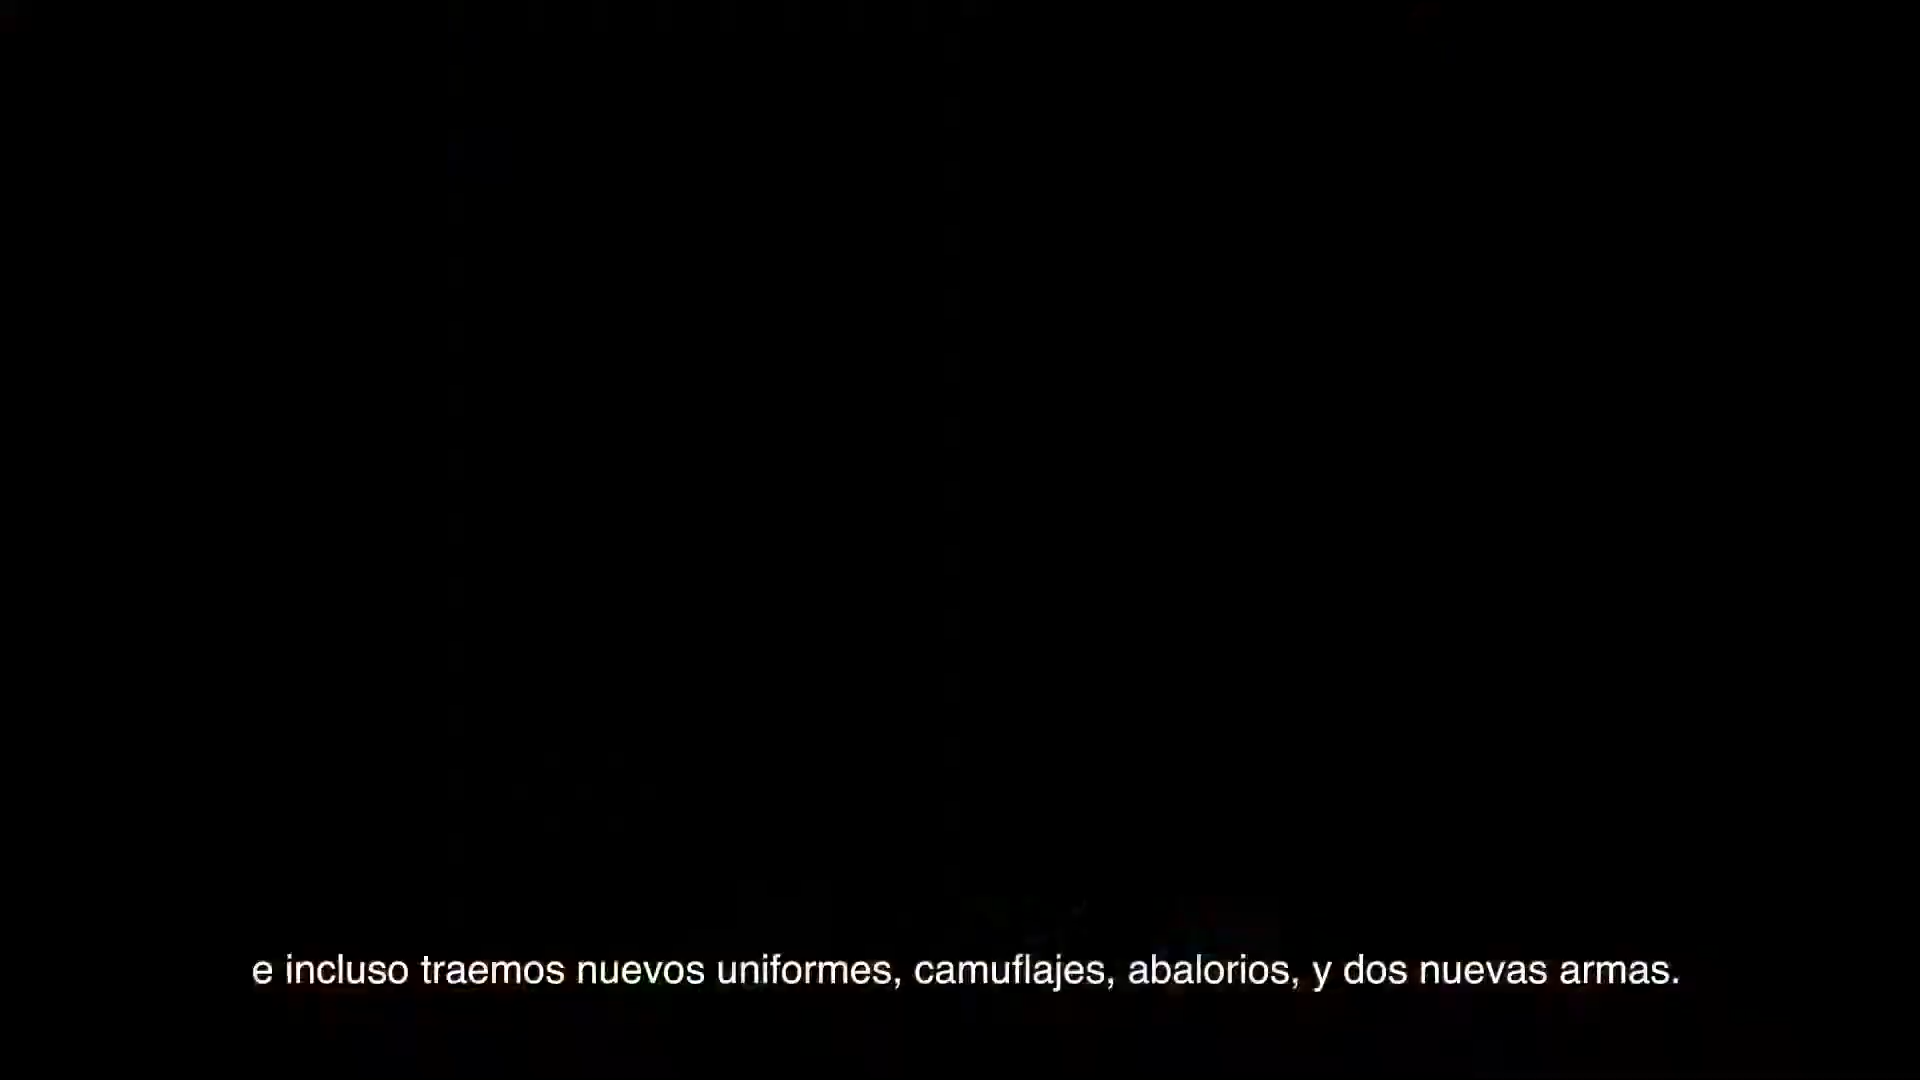 e incluso traemos nuevos uniformes, camuflajes, abalorios, y dos nuevas armas.